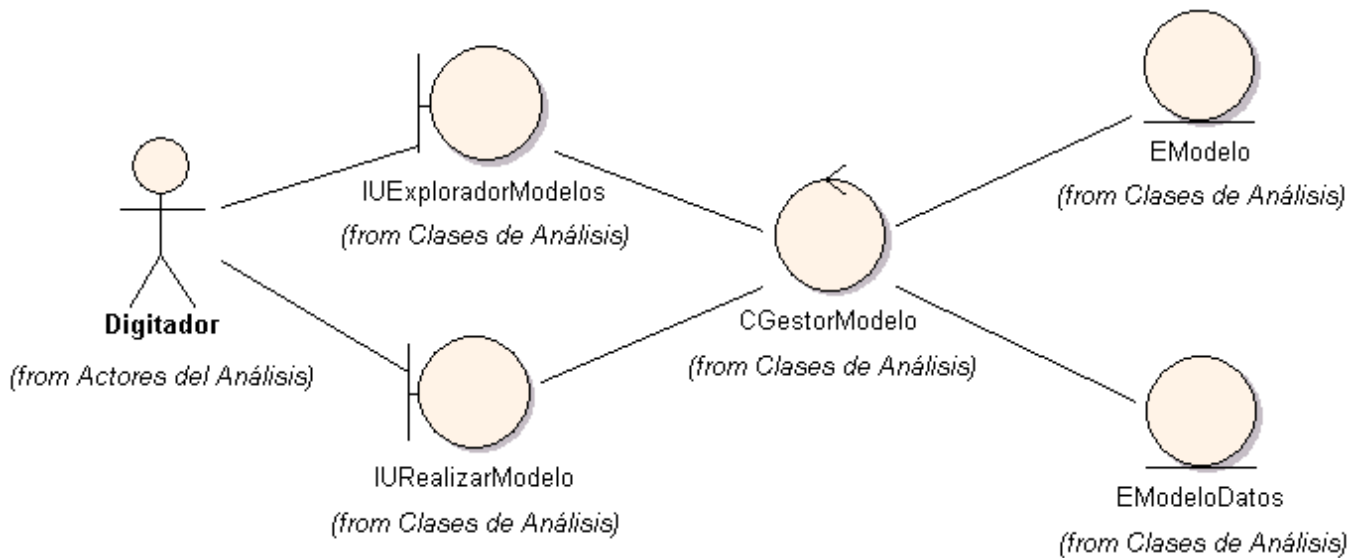 IUExploradorModelos
(from Clases de Análisis)
EModelo
(from Clases de Análisis)
Digitador
(from Actores del Análisis)
CGestorModelo
(from Clases de Análisis)
IURealizarModelo
(from Clases de Análisis)
EModeloDatos
(from Clases de Análisis)